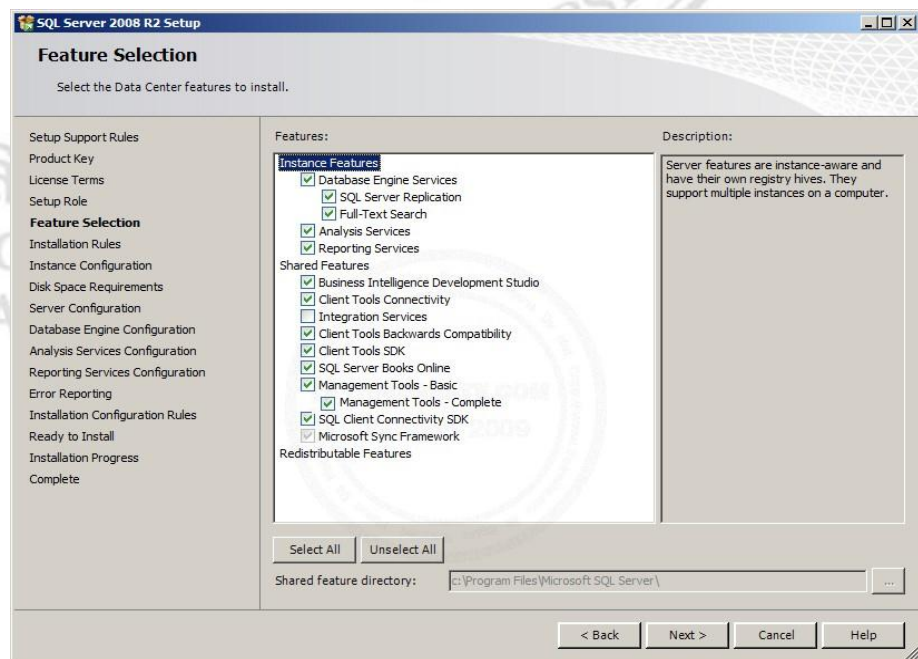 SQL Server 2008 R2 Setup
Feature Selection
Select the Data Center features to install.
Setup Support Rules
Product Key
License Terms
Setup Role
Feature Selection
Installation Rules
Instance Configuration
Disk Space Requirements
Server Configuration
Database Engine Configuration
Analysis Services Configuration
Reporting Services Configuration
Error Reporting
Installation Configuration Rules
Ready to Install
Installation Progress
Complete
Features:
Instance Features
Database Engine Services
SQL Server Replication
Full-Text Search
Analysis Services
Reporting Services
Shared Features
Business Intelligence Development Studio
Client Tools Connectivity
Integration Services
Client Tools Backwards Compatibility
Client Tools SDK
SQL Server Books Online
Management Tools - Basic
Management Tools - Complete
SQL Client Connectivity SDK
Microsoft Sync Framework
Redistributable Features
Description:
Server features are instance-aware and
have their own registry hives. They
support multiple instances on a computer.
Select All
Unselect All
Shared feature directory:
c:\Program Files\Microsoft SQL Server\
...
< Back
Next >
Cancel
Help